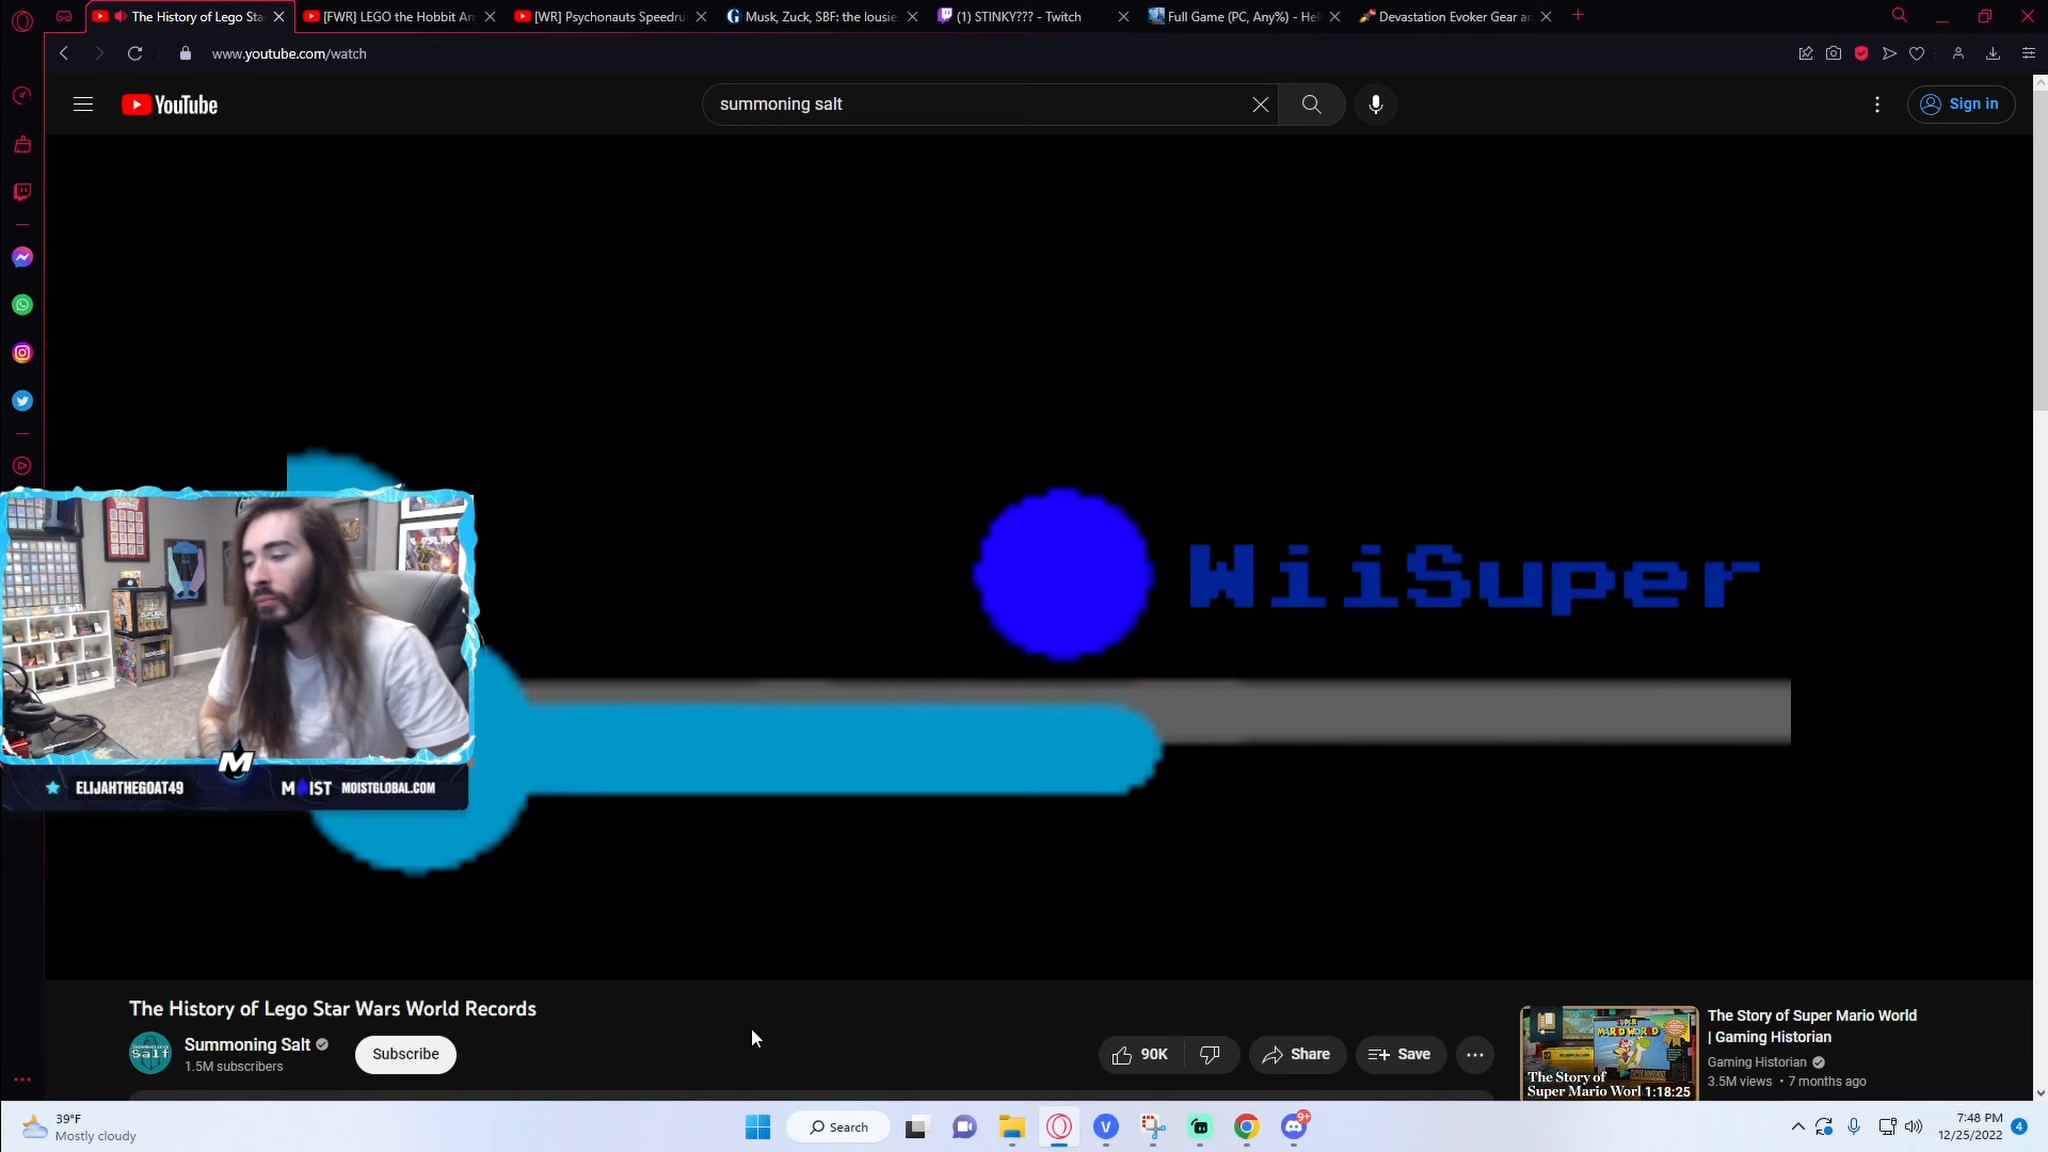 The History of Lego Sta
[FWR] LEGO the Hobbit An
[WR] Psychonauts Speedru
Musk, Zuck, SBF: the lousie
(1) STINKY??? - Twitch
Full Game (PC, Any%) - Hel
Devastation Evoker Gear an
www.youtube.com/watch
YouTube
summoning salt
Sign in
WiiSuper
M
ELIJAHTHEGOAT49
MOIST
MOISTGLOBAL.COM
The History of Lego Star Wars World Records
Summoning Salt
Summoning Salt
1.5M subscribers
Subscribe
90K
Share
Save
The Story of
Super Mario Worl
1:18:25
The Story of Super Mario World
| Gaming Historian
Gaming Historian
3.5M views • 7 months ago
39°F
Mostly cloudy
Search
V
9+
7:48 PM
12/25/2022
4